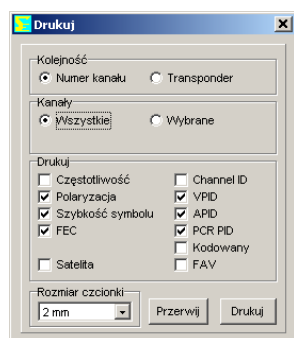 Drukuj
Kolejność
Numer kanału Transponder
Kanały
Wszystkie Wybrane
Drukuj
Częstotliwość Channel ID
Polaryzacja VPID
Szybkość symbolu APID
FEC PCR PID
Kodowany
Satelita FAV
Rozmiar czcionki
2 mm Przerwij Drukuj